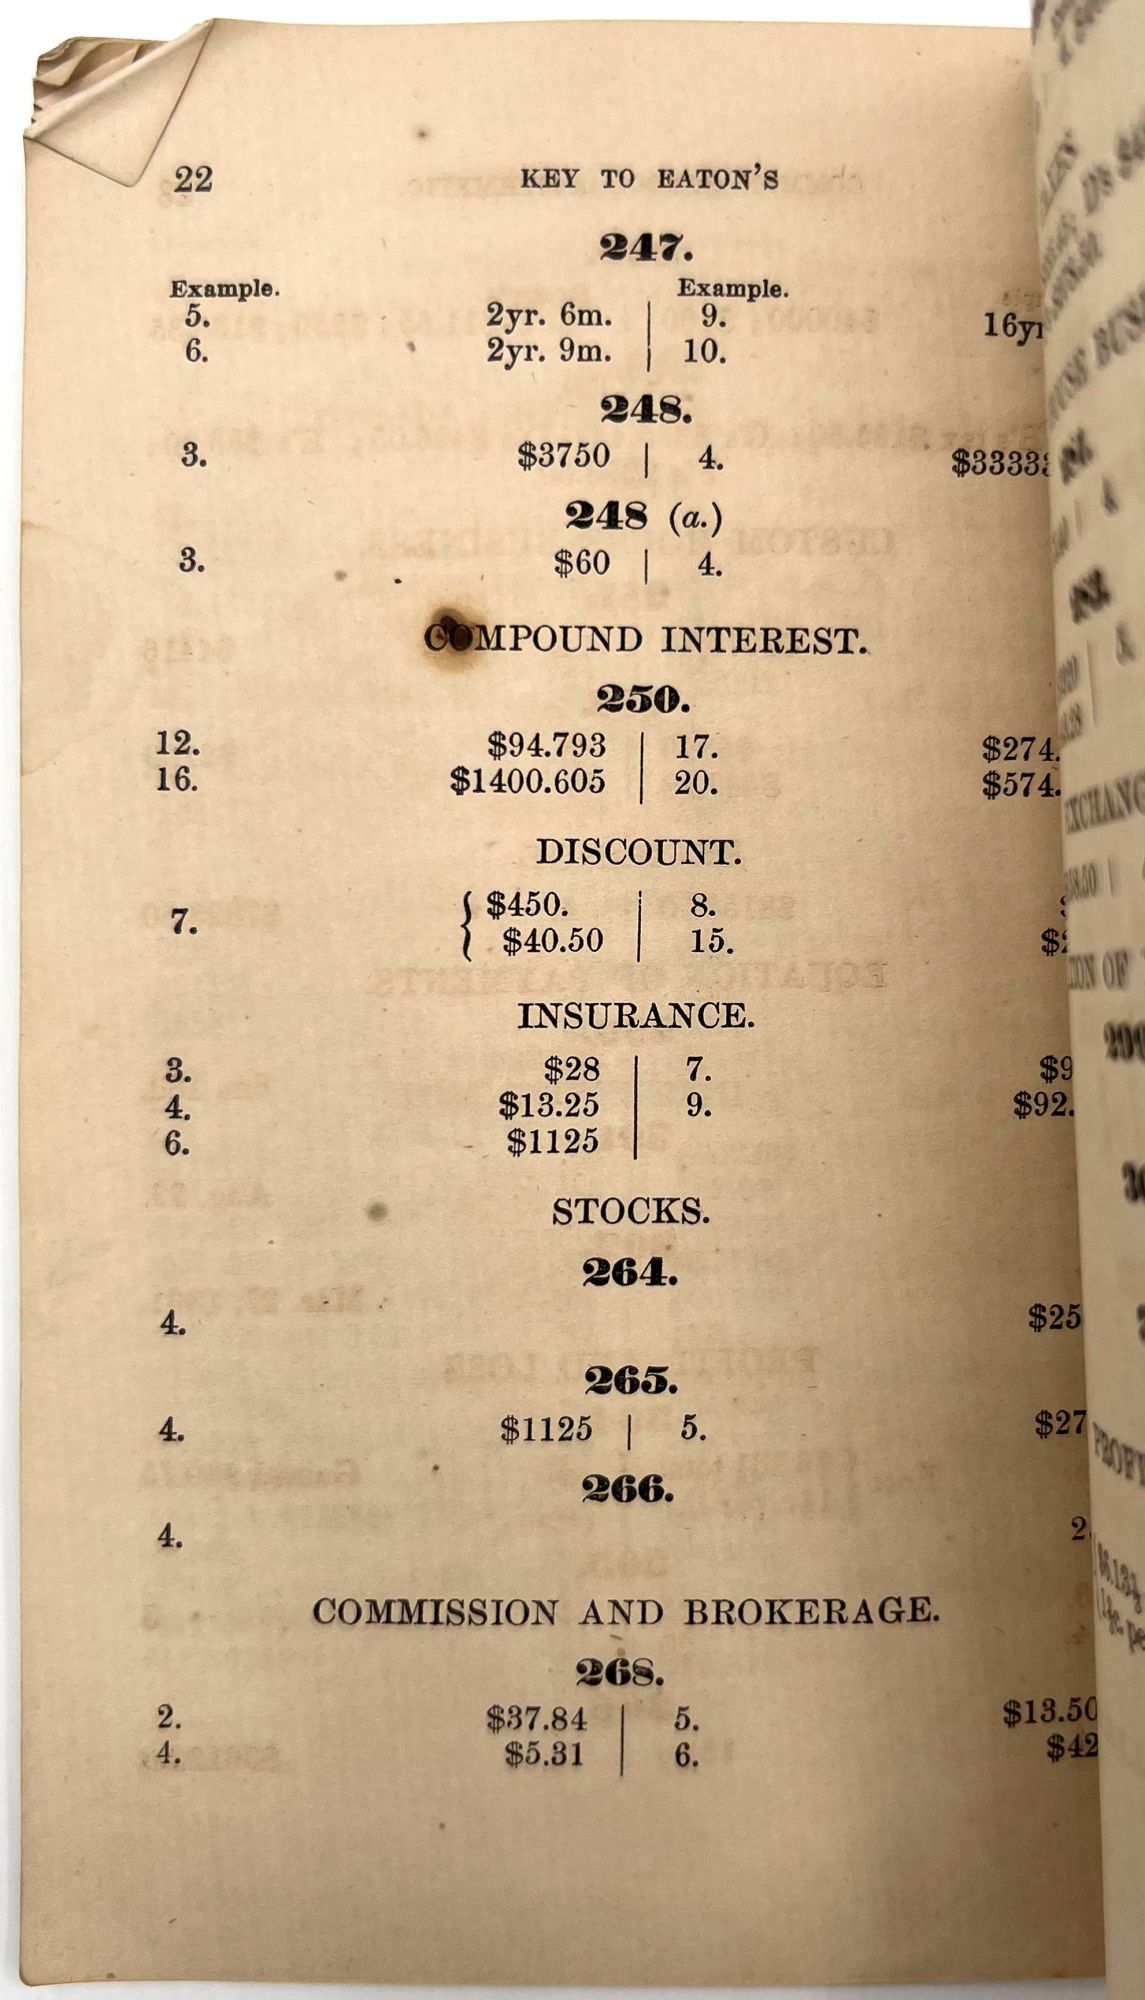 22 KEY TO EATON'S
247.
Example. Example.
5. 2yr. 6m. | 9.
6. 2yr. 9m. | 10.
248.
3. $3750 | 4.
248 (a.)
3. $60 | 4.
COMPOUND INTEREST.
250.
12. $94.793 | 17. $274.
16. $1400.605 | 20. $574.
DISCOUNT.
7. { $450. | 8.
$40.50 | 15.
INSURANCE.
3. $28 | 7. $9
4. $13.25 | 9. $92.
6. $1125
STOCKS.
264.
4. $25
265.
4. $1125 | 5. $27
266.
4. 2
COMMISSION AND BROKERAGE.
268.
2. $37.84 | 5. $13.50
4. $5.31 | 6. $42